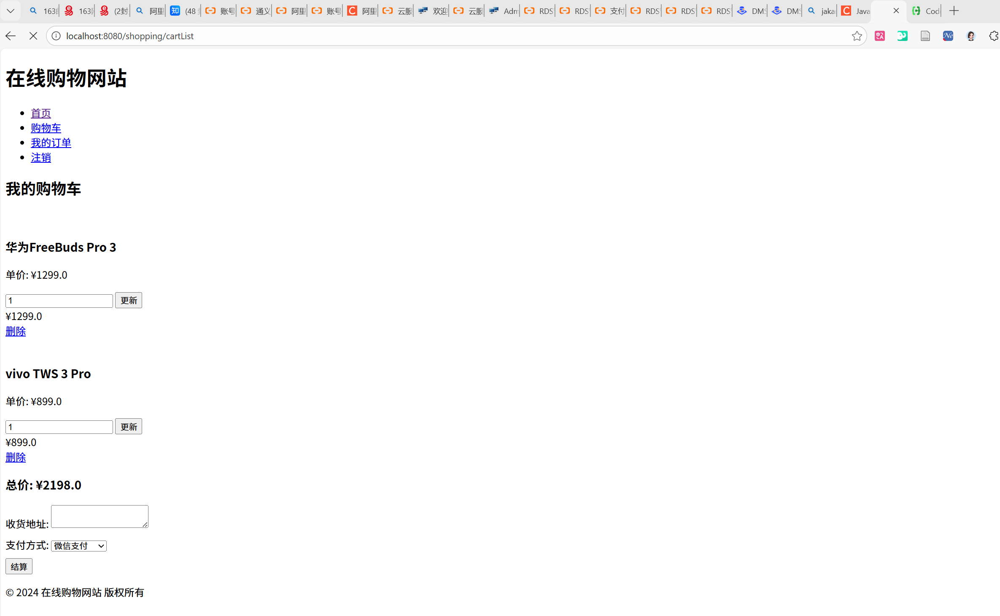 163 163 (2封 阿里 知 (48 账号 通义 阿里 账号 C 阿里 云服 欢迎 云服 Adm RDS RDS 支付 RDS RDS RDS DMS DMS jaka C Java Cod
localhost:8080/shopping/cartList
在线购物网站
首页
购物车
我的订单
注销
我的购物车
华为FreeBuds Pro 3
单价: ¥1299.0
1 更新
¥1299.0
删除
vivo TWS 3 Pro
单价: ¥899.0
1 更新
¥899.0
删除
总价: ¥2198.0
收货地址:
支付方式: 微信支付
结算
© 2024 在线购物网站 版权所有